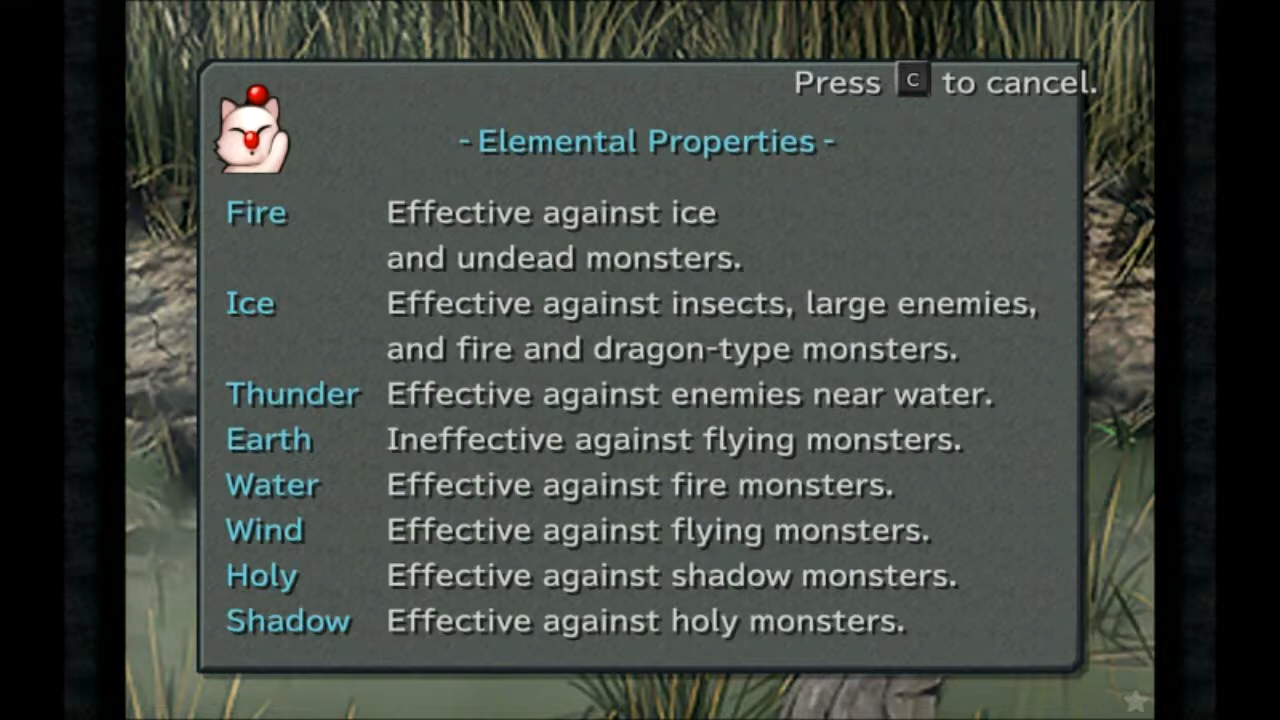 Press C to cancel.
- Elemental Properties -
Fire Effective against ice
and undead monsters.
Ice Effective against insects, large enemies,
and fire and dragon-type monsters.
Thunder Effective against enemies near water.
Earth Ineffective against flying monsters.
Water Effective against fire monsters.
Wind Effective against flying monsters.
Holy Effective against shadow monsters.
Shadow Effective against holy monsters.